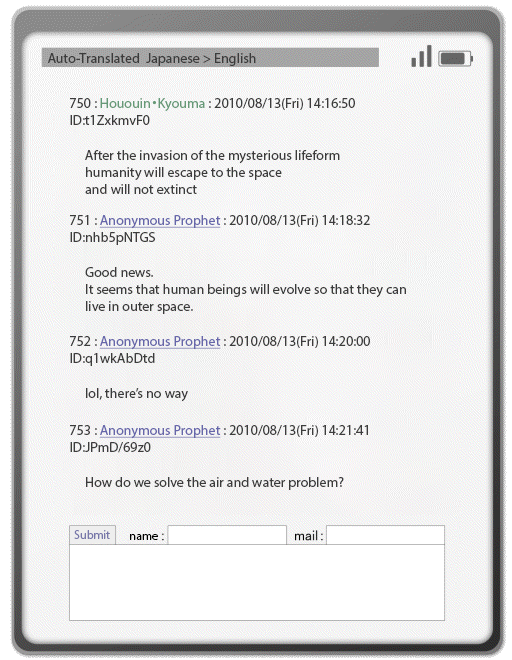 Auto-Translated Japanese > English
750 : Hououin・Kyouma : 2010/08/13(Fri) 14:16:50
ID:t1ZxkmvF0
After the invasion of the mysterious lifeform
humanity will escape to the space
and will not extinct
751 : Anonymous Prophet : 2010/08/13(Fri) 14:18:32
ID:nhb5pNTGS
Good news.
It seems that human beings will evolve so that they can
live in outer space.
752 : Anonymous Prophet : 2010/08/13(Fri) 14:20:00
ID:q1wkAbDtd
lol, there's no way
753 : Anonymous Prophet : 2010/08/13(Fri) 14:21:41
ID:JPmD/69z0
How do we solve the air and water problem?
Submit name : mail :